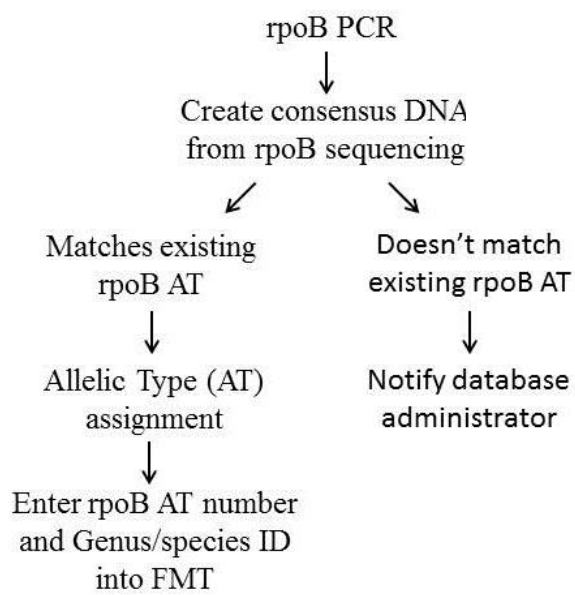 rpoB PCR
Create consensus DNA
from rpoB sequencing
Matches existing
rpoB AT
Doesn't match
existing rpoB AT
Allelic Type (AT)
assignment
Notify database
administrator
Enter rpoB AT number
and Genus/species ID
into FMT